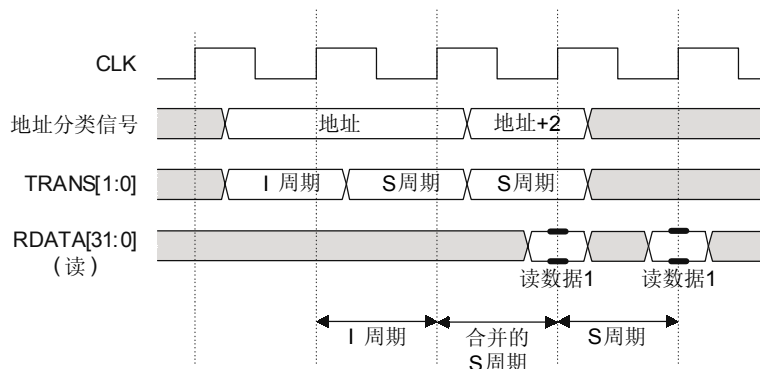 CLK
地址分类信号
地址
地址+2
TRANS[1:0]
I 周期
S周期
S周期
RDATA[31:0]
（读）
读数据1
读数据1
I 周期
合并的
S周期
S周期